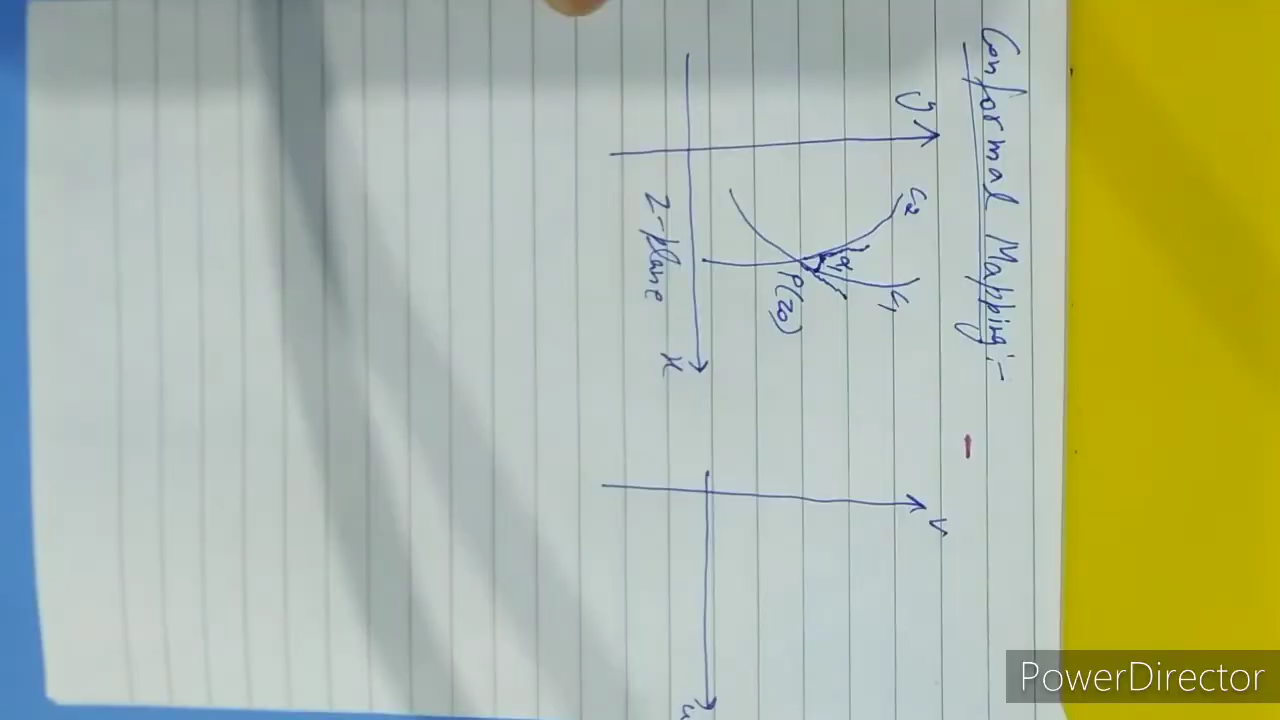 Conformal Mapping:-
y
C2
C1
α
P(z0)
x
z-plane
v
u
PowerDirector